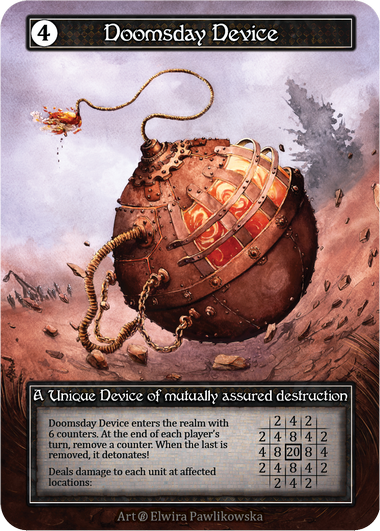 4
Doomsday Device
A Unique Device of mutually assured destruction
Doomsday Device enters the realm with
6 counters. At the end of each player's
turn, remove a counter. When the last is
removed, it detonates!
Deals damage to each unit at affected
locations:
2 4 2
2 4 8 4 2
4 8 20 8 4
2 4 8 4 2
2 4 2
Art @ Elwira Pawlikowska